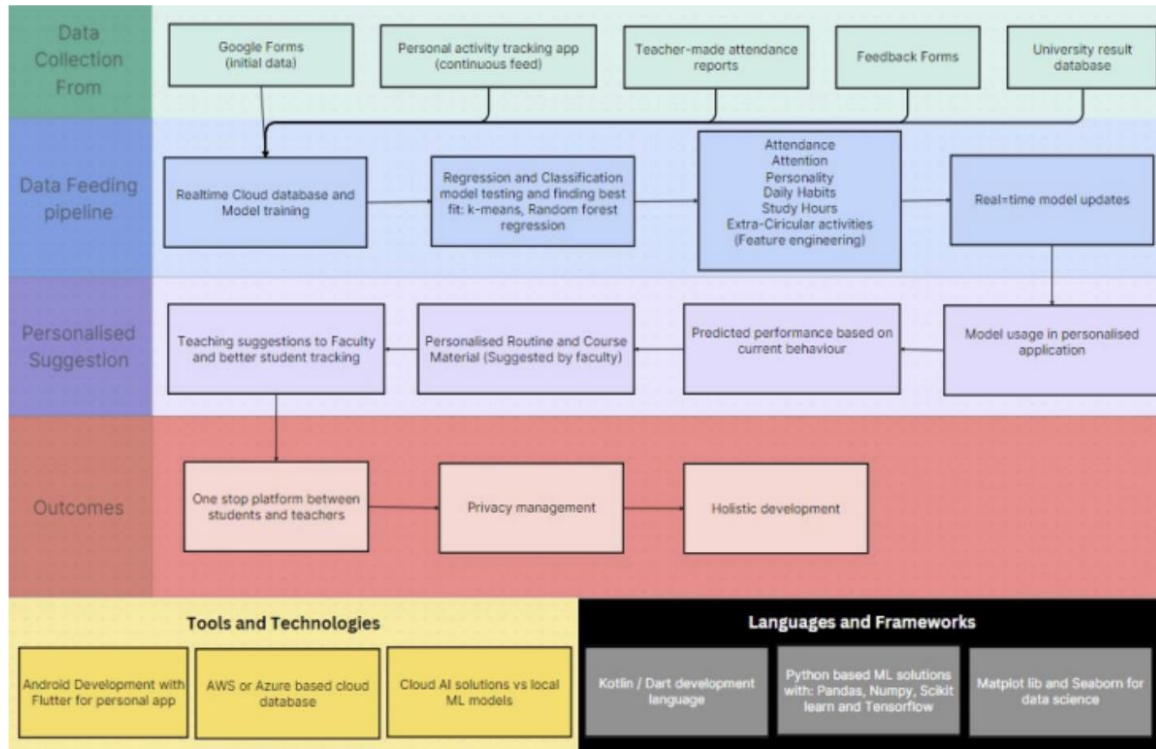 Data
Collection
From
Google Forms
(initial data)
Personal activity tracking app
(continuous feed)
Teacher-made attendance
reports
Feedback Forms
University result
database
Data Feeding
pipeline
Realtime Cloud database and
Model training
Regression and Classification
model testing and finding best
fit: k-means, Random forest
regression
Attendance
Attention
Personality
Daily Habits
Study Hours
Extra-Ciricular activities
(Feature engineering)
Real=time model updates
Personalised
Suggestion
Teaching suggestions to Faculty
and better student tracking
Personalised Routine and Course
Material (Suggested by faculty)
Predicted performance based on
current behaviour
Model usage in personalised
application
Outcomes
One stop platform between
students and teachers
Privacy management
Holistic development
Tools and Technologies
Android Development with
Flutter for personal app
AWS or Azure based cloud
database
Cloud AI solutions vs local
ML models
Languages and Frameworks
Kotlin / Dart development
language
Python based ML solutions
with: Pandas, Numpy, Scikit
learn and Tensorflow
Matplot lib and Seaborn for
data science